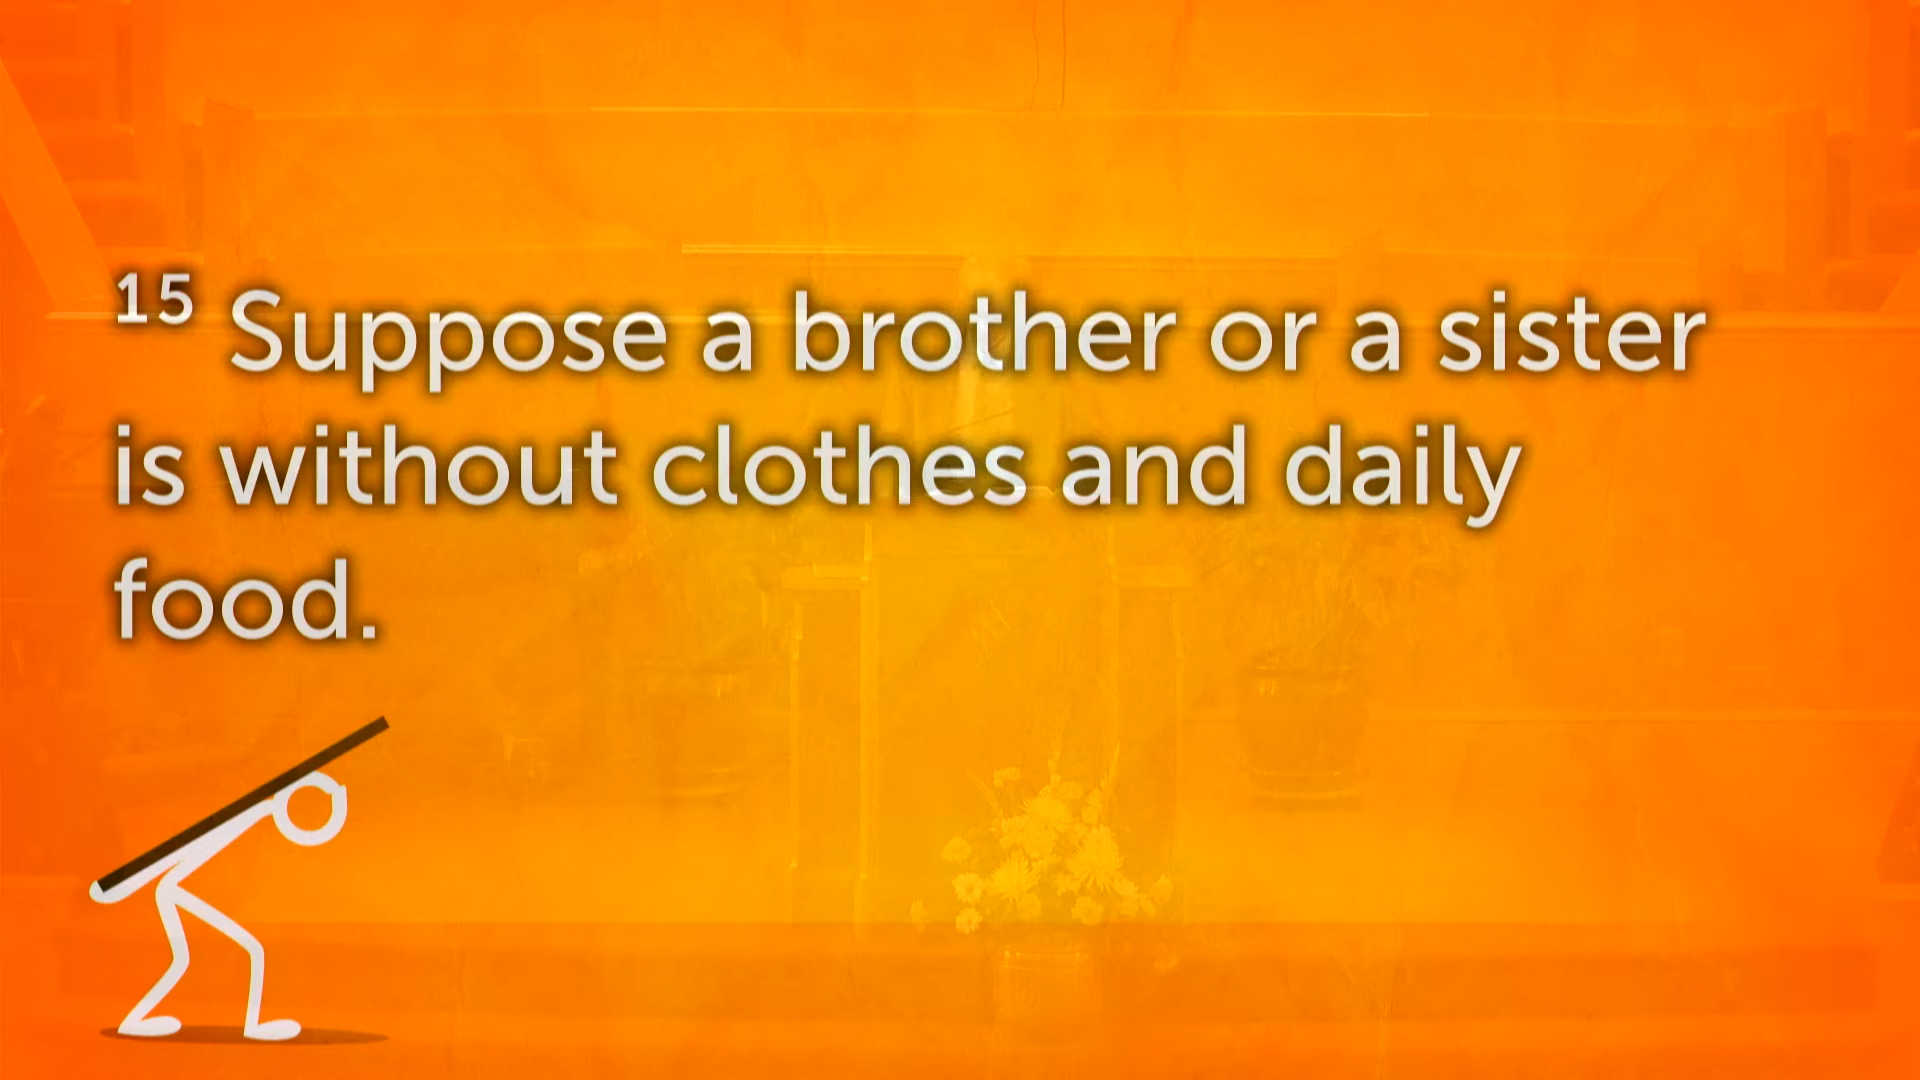 15 Suppose a brother or a sister
is without clothes and daily
food.